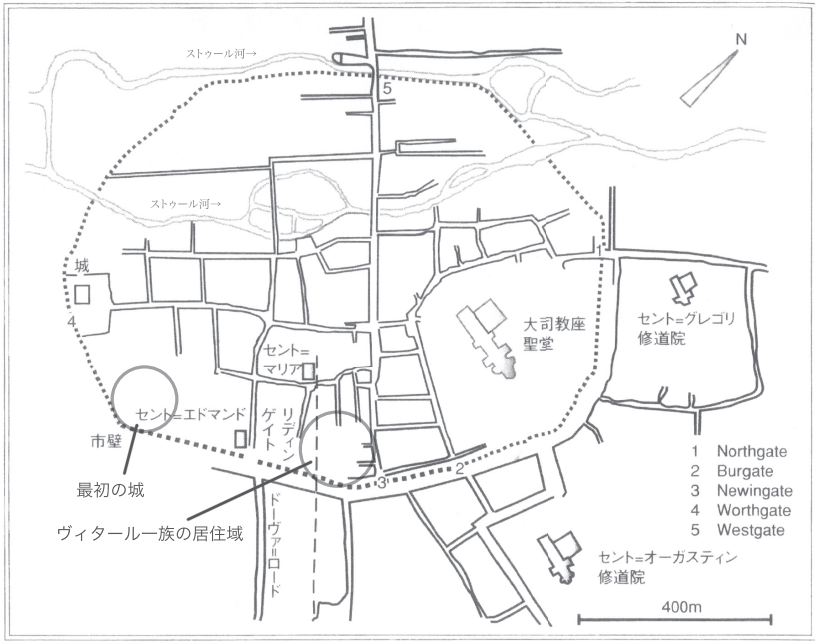 ストゥール河→
N
5
ストゥール河→
1
城
4
大司教座
聖堂
セント=グレゴリ
修道院
セント=
マリア
セント=エドマンド
リディン
ゲイト
市壁
最初の城
3
2
ヴィタール一族の居住域
ドーヴァ=ロード
1 Northgate
2 Burgate
3 Newingate
4 Worthgate
5 Westgate
セント=オーガスティン
修道院
400m